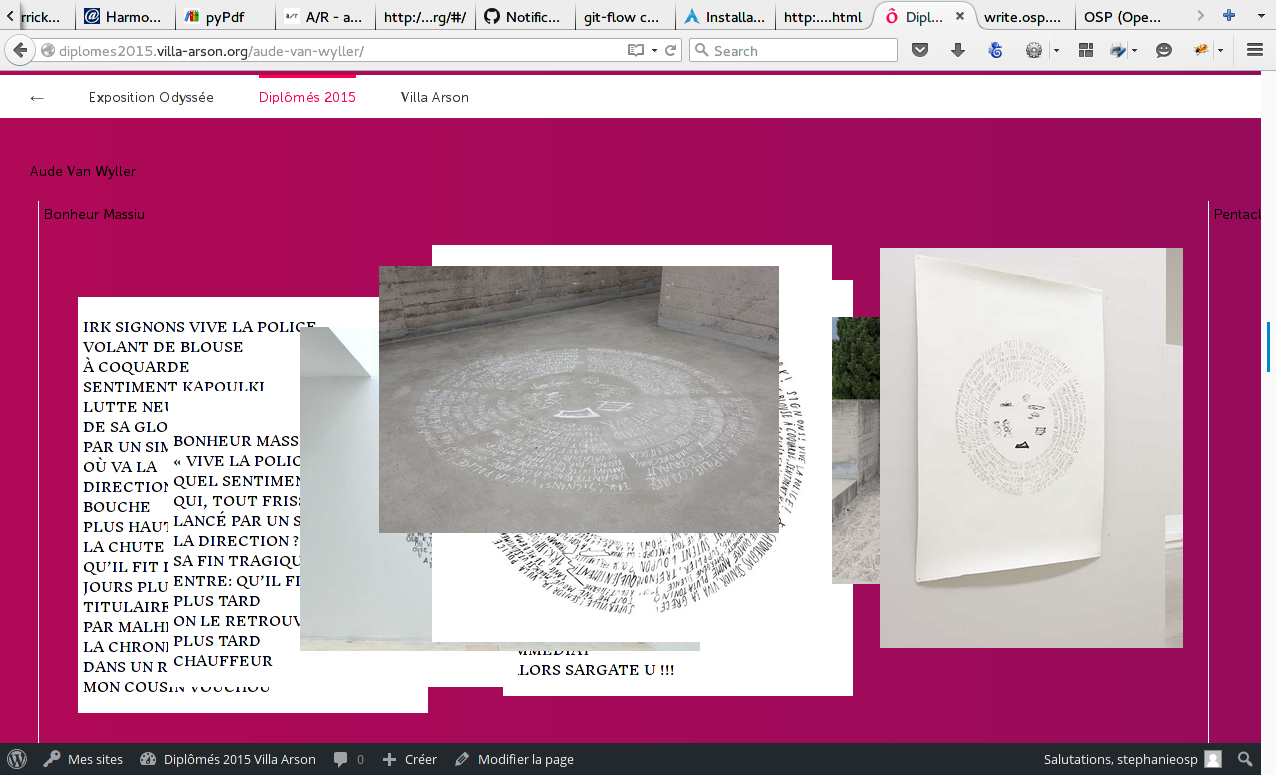 rrick...
Harmo...
pyPdf
A/R - a...
http:/...rg/#/
Notific...
git-flow c...
Installa...
http:....html
Dipl...
write.osp....
OSP (Ope...
diplomes2015.villa-arson.org/aude-van-wyller/
Search
← Exposition Odyssée Diplômés 2015 Villa Arson
Aude Van Wyller
Bonheur Massiu
Pentacl
IRK SIGNONS VIVE LA POLICE
VOLANT DE BLOUSE
À COQUARDE
SENTIMENT KAPOULKI
LUTTE NEU
DE SA GLO
PAR UN SIM
OÙ VA LA
DIRECTION
BOUCHE
PLUS HAUT
LA CHUTE
QU'IL FIT
JOURS PLU
TITULAIRE
PAR MALHE
LA CHRONI
DANS UN R
MON COUSIN VOUCHOU
BONHEUR MASS
« VIVE LA POLIC
QUEL SENTIMEN
QUI, TOUT FRISS
LANCÉ PAR UN S
LA DIRECTION ?
SA FIN TRAGIQU
ENTRE: QU'IL FI
PLUS TARD
ON LE RETROUV
PLUS TARD
CHAUFFEUR
MMÉDIAT
LORS SARGATE U !!!
Mes sites
Diplômés 2015 Villa Arson
0
Créer
Modifier la page
Salutations, stephanieosp